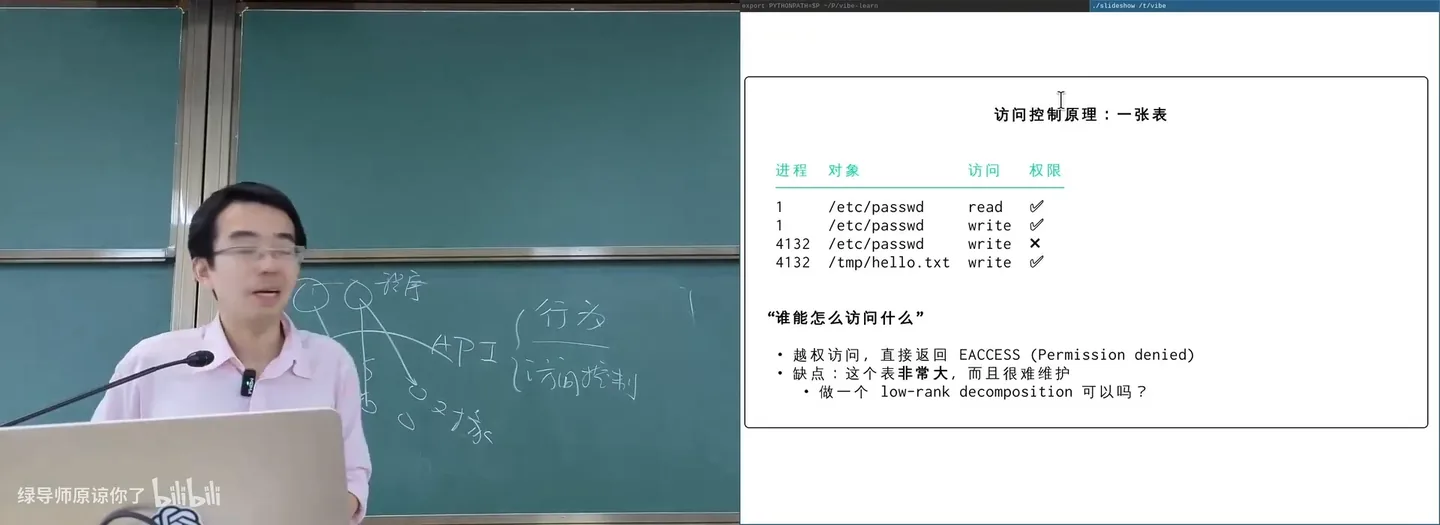 export PYTHONPATH=$P ~/P/vibe-learn
./slideshow /t/vibe
访问控制原理：一张表
进程 对象 访问 权限
1 /etc/passwd read ✅
1 /etc/passwd write ✅
4132 /etc/passwd write ❌
4132 /tmp/hello.txt write ✅
“谁能怎么访问什么”
• 越权访问，直接返回 EACCESS (Permission denied)
• 缺点：这个表非常大，而且很难维护
• 做一个 low-rank decomposition 可以吗？
程序
API
行为
访问控制
对象
绿导师原谅你了 bilibili